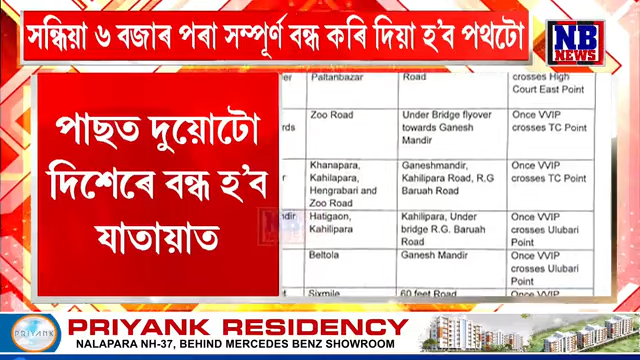 সন্ধিয়া ৬ বজাৰ পৰা সম্পূৰ্ণ বন্ধ কৰি দিয়া হ'ব পথটো
NB
NEWS
পাছত দুয়োটো
দিশেৰে বন্ধ হ'ব
যাতায়াত
Paltanbazar Road crosses High
Court East Point
Zoo Road Under Bridge flyover Once VVIP
towards Ganesh crosses TC Point
Mandir
Khanapara, Ganeshmandir, Once VVIP
Kahilapara, Kahilipara Road, R.G crosses TC Point
Hengrabari and Baruah Road
Zoo Road
Hatigaon, Kahilipara, Under Once VVIP
Kahilipara bridge R.G. Baruah crosses Ulubari
Road Point
Beltola Ganesh Mandir Once VVIP
crosses Ulubari
Point
Sixmile 60 feet Road Once VVIP
PRIYANK
PRIYANK RESIDENCY
NALAPARA NH-37, BEHIND MERCEDES BENZ SHOWROOM